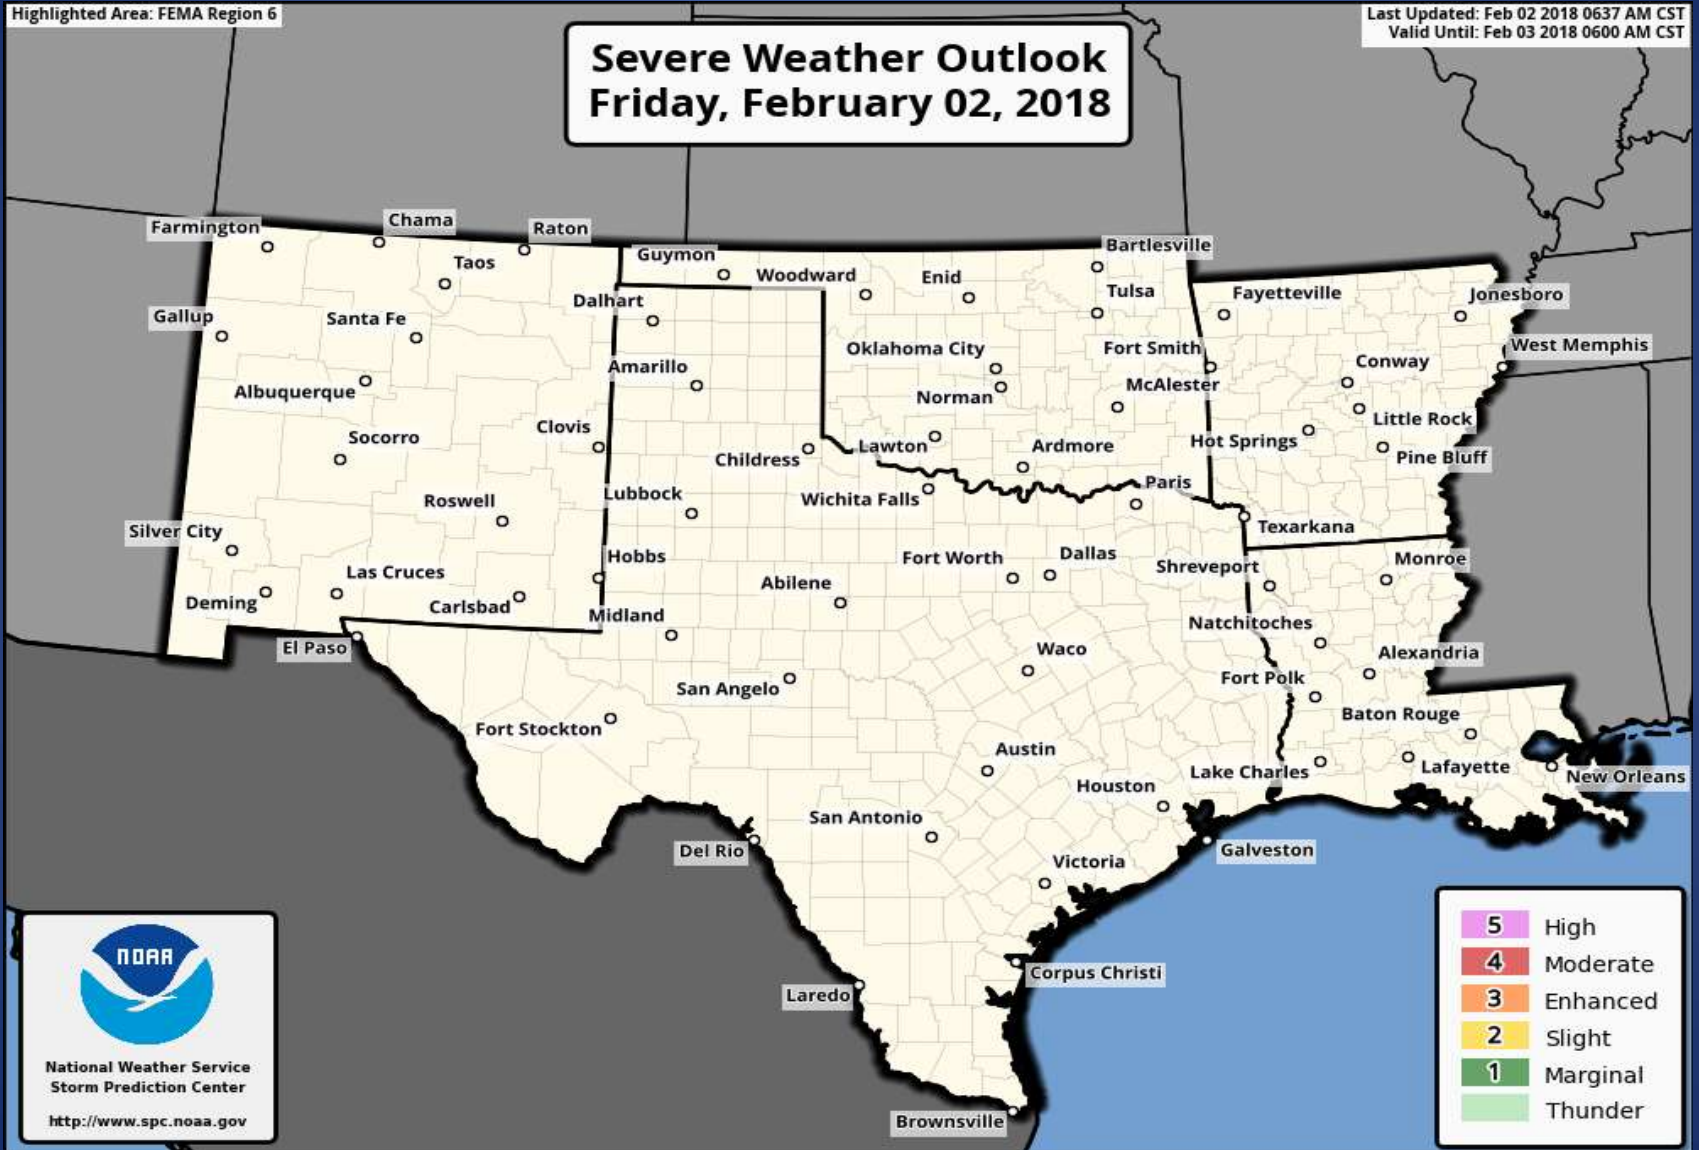 Highlighted Area: FEMA Region 6
Last Updated: Feb 02 2018 0637 AM CST
Valid Until: Feb 03 2018 0600 AM CST
Severe Weather Outlook
Friday, February 02, 2018
Farmington
Chama
Raton
Taos
Guymon
Woodward
Enid
Bartlesville
Tulsa
Fayetteville
Jonesboro
Dalhart
Gallup
Santa Fe
Oklahoma City
Fort Smith
West Memphis
Amarillo
Conway
Albuquerque
Norman
McAlester
Little Rock
Socorro
Clovis
Childress
Lawton
Ardmore
Hot Springs
Pine Bluff
Roswell
Lubbock
Wichita Falls
Paris
Texarkana
Silver City
Hobbs
Fort Worth
Dallas
Shreveport
Monroe
Las Cruces
Abilene
Deming
Carlsbad
Midland
Natchitoches
El Paso
Waco
Alexandria
San Angelo
Fort Polk
Fort Stockton
Baton Rouge
Austin
Lake Charles
Lafayette
New Orleans
Houston
San Antonio
Del Rio
Galveston
Victoria
Corpus Christi
Laredo
Brownsville
NOAA
National Weather Service
Storm Prediction Center
http://www.spc.noaa.gov
5 High
4 Moderate
3 Enhanced
2 Slight
1 Marginal
Thunder